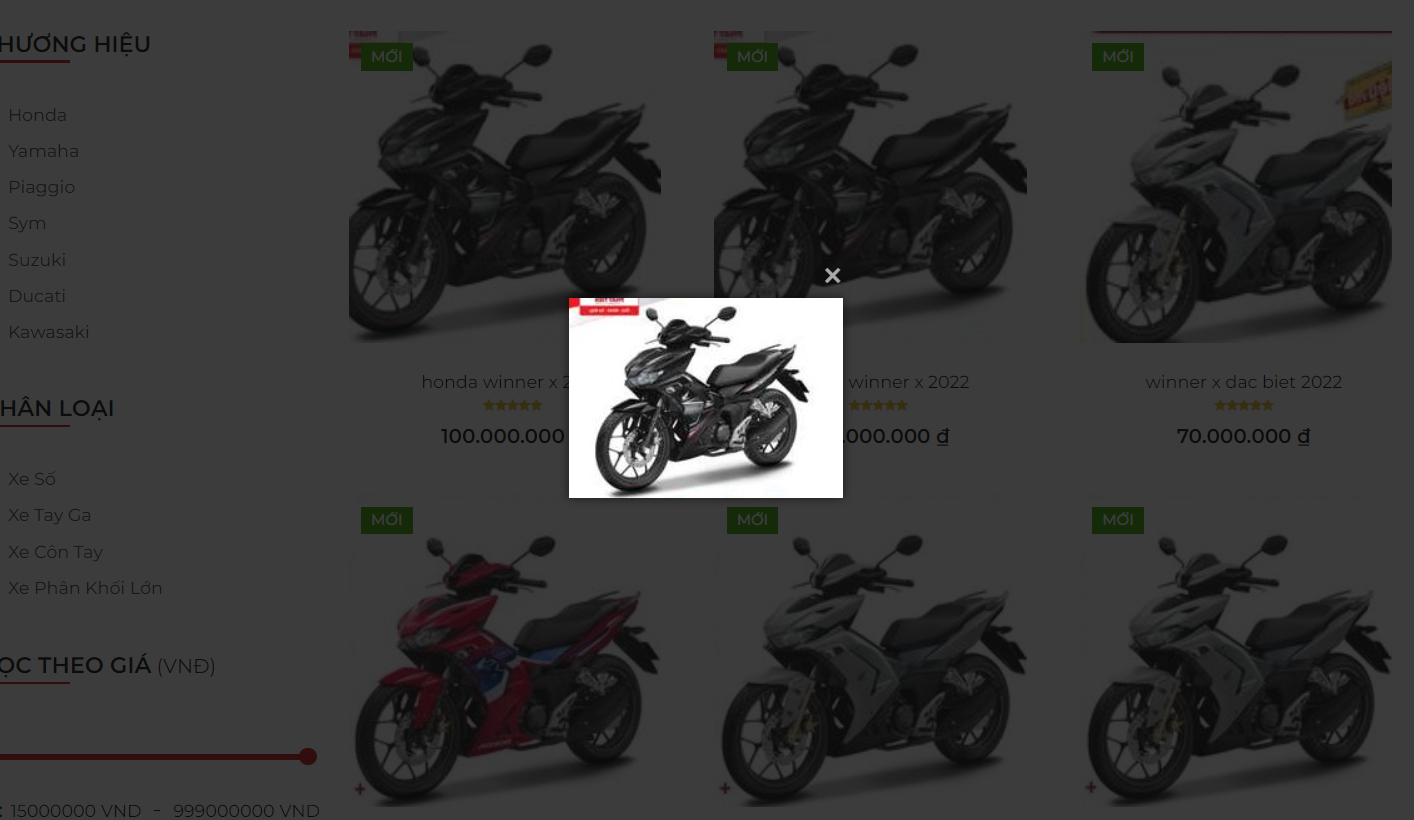 HƯƠNG HIỆU
Honda
Yamaha
Piaggio
Sym
Suzuki
Ducati
Kawasaki
HÂN LOẠI
Xe Số
Xe Tay Ga
Xe Côn Tay
Xe Phân Khối Lớn
ỌC THEO GIÁ (VNĐ)
: 15000000 VND - 999000000 VND
MỚI
MỚI
MỚI
honda winner x 2
100.000.000
winner x 2022
.000.000 ₫
winner x dac biet 2022
70.000.000 ₫
MỚI
MỚI
MỚI
×